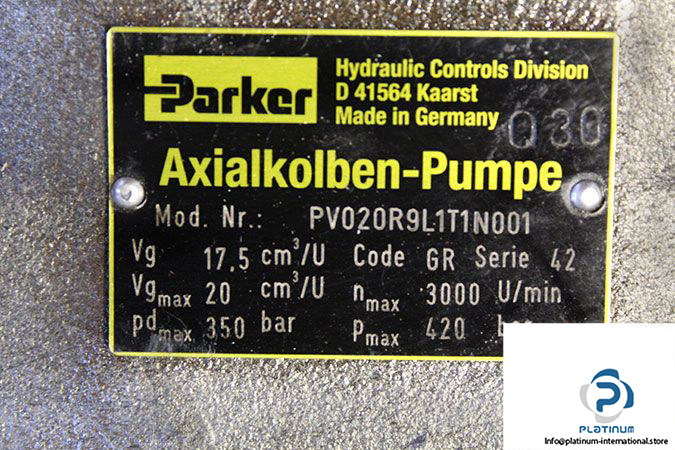 Parker
Hydraulic Controls Division
D 41564 Kaarst
Made in Germany
Q30
Axialkolben-Pumpe
Mod. Nr.: PV020R9L1T1N001
Vg 17,5 cm³/U Code GR Serie 42
Vgmax 20 cm³/U nmax 3000 U/min
pdmax 350 bar pmax 420
PLATINUM
Info@platinum-international.store